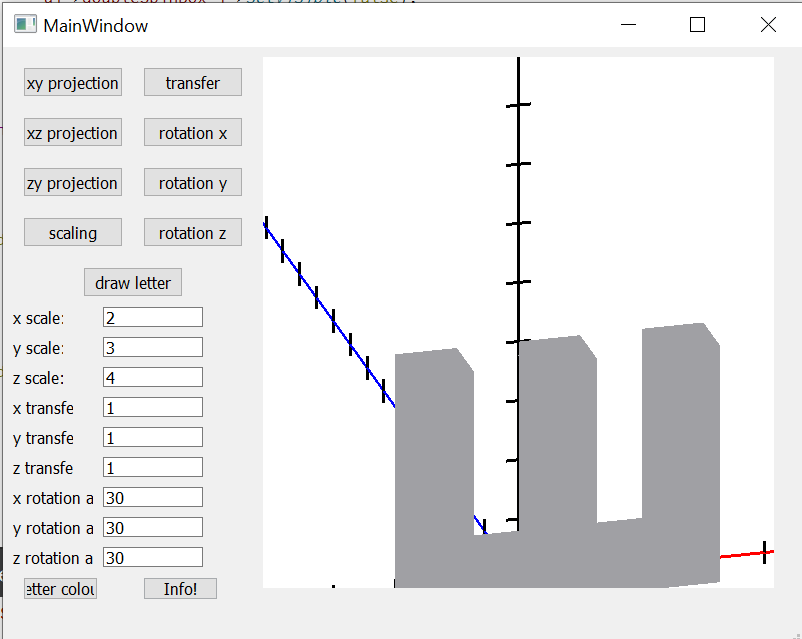 MainWindow
xy projection transfer
xz projection rotation x
zy projection rotation y
scaling rotation z
draw letter
x scale: 2
y scale: 3
z scale: 4
x transfe 1
y transfe 1
z transfe 1
x rotation a 30
y rotation a 30
z rotation a 30
etter colou Info!